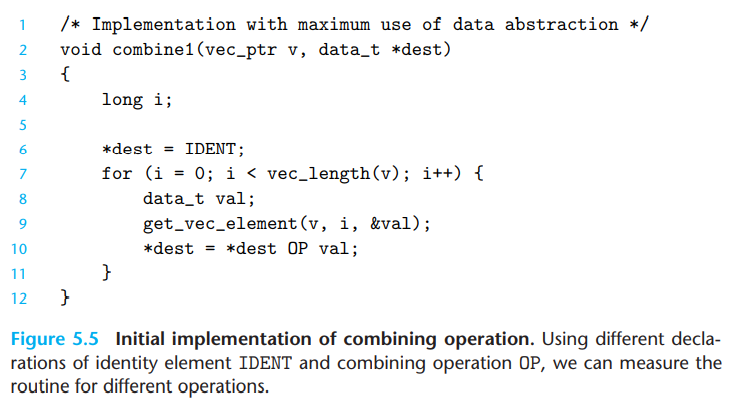 1 /* Implementation with maximum use of data abstraction */
2 void combine1(vec_ptr v, data_t *dest)
3 {
4     long i;
5
6     *dest = IDENT;
7     for (i = 0; i < vec_length(v); i++) {
8         data_t val;
9         get_vec_element(v, i, &val);
10         *dest = *dest OP val;
11     }
12 }
Figure 5.5 Initial implementation of combining operation. Using different decla-
rations of identity element IDENT and combining operation OP, we can measure the
routine for different operations.